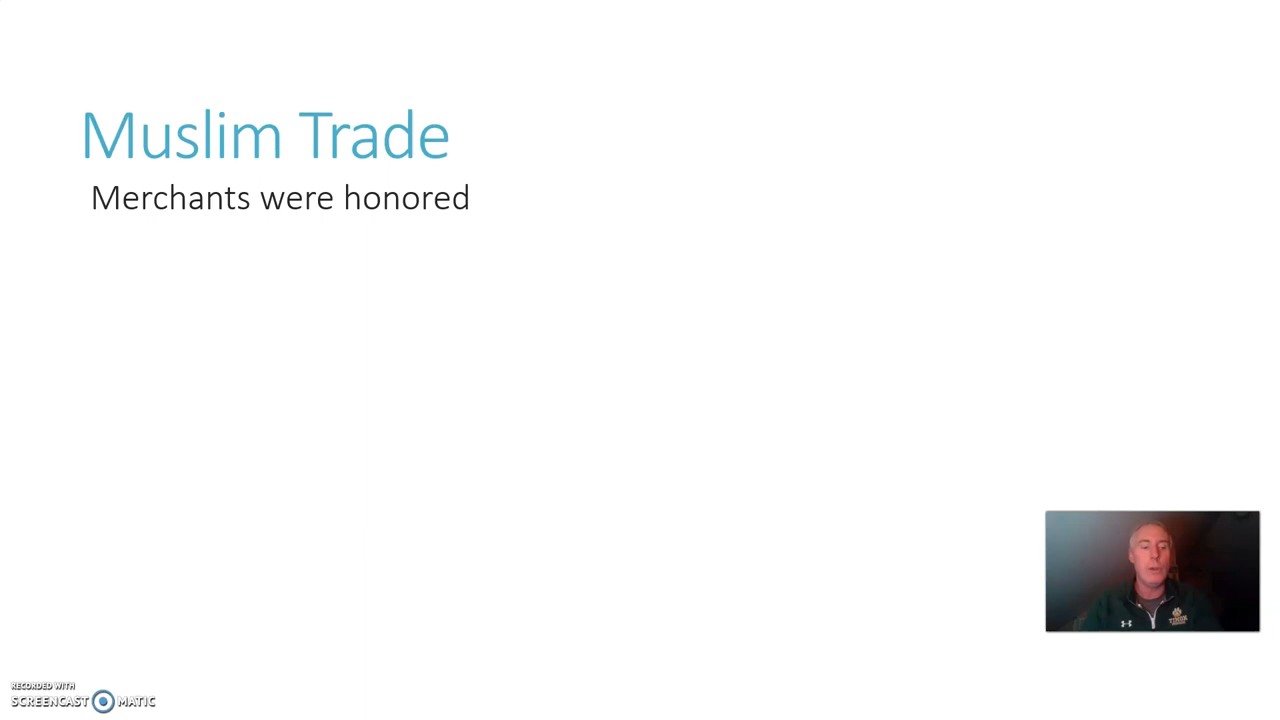 Muslim Trade
Merchants were honored
RECORDED WITH
SCREENCAST MATIC